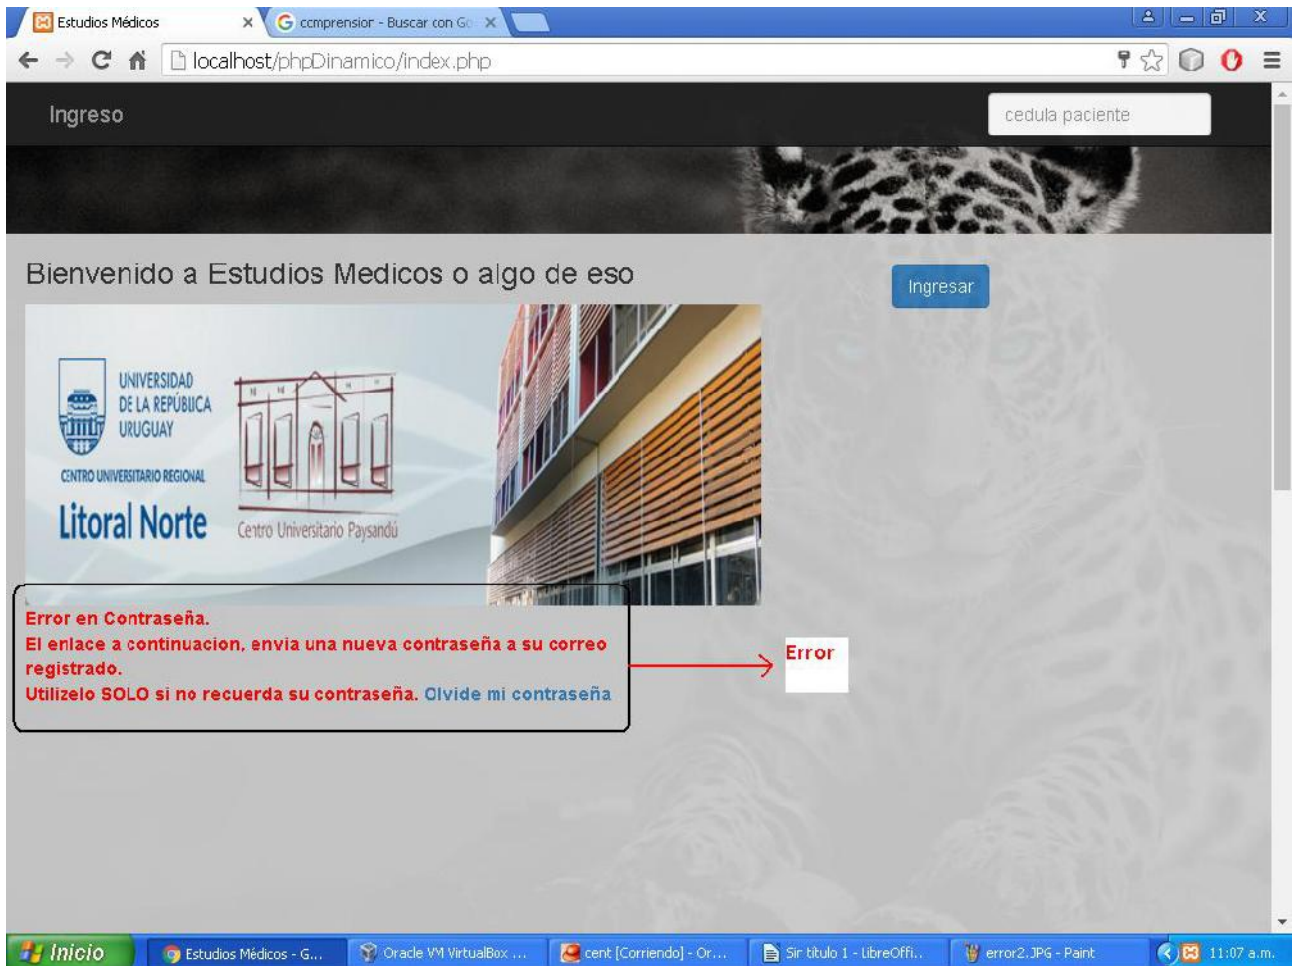 Estudios Médicos
comprension - Buscar con Go
localhost/phpDinamico/index.php
Ingreso
cedula paciente
Bienvenido a Estudios Medicos o algo de eso
Ingresar
UNIVERSIDAD
DE LA REPÚBLICA
URUGUAY
CENTRO UNIVERSITARIO REGIONAL
Litoral Norte
Centro Universitario Paysandú
Error en Contraseña.
El enlace a continuacion, envia una nueva contraseña a su correo
registrado.
Utilizelo SOLO si no recuerda su contraseña. Olvide mi contraseña
Error
Inicio
Estudios Médicos - G...
Oracle VM VirtualBox ...
cent [Corriendo] - Or...
Sin título 1 - LibreOffi...
error2.JPG - Paint
11:07 a.m.